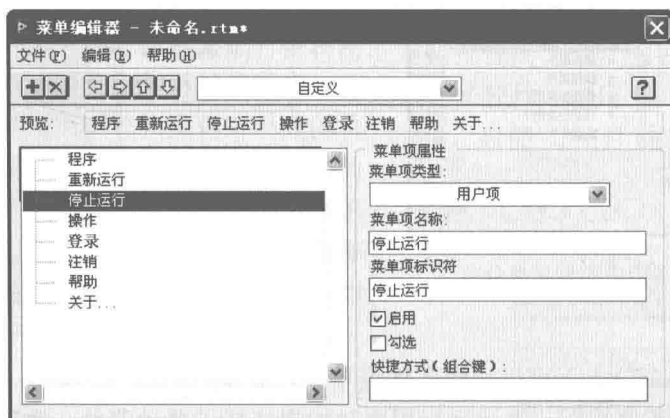 菜单编辑器 - 未命名.rtm*
文件(F) 编辑(E) 帮助(H)
自定义
?
预览: 程序 重新运行 停止运行 操作 登录 注销 帮助 关于...
程序
重新运行
停止运行
操作
登录
注销
帮助
关于...
菜单项属性
菜单项类型:
用户项
菜单项名称:
停止运行
菜单项标识符
停止运行
启用
勾选
快捷方式(组合键):